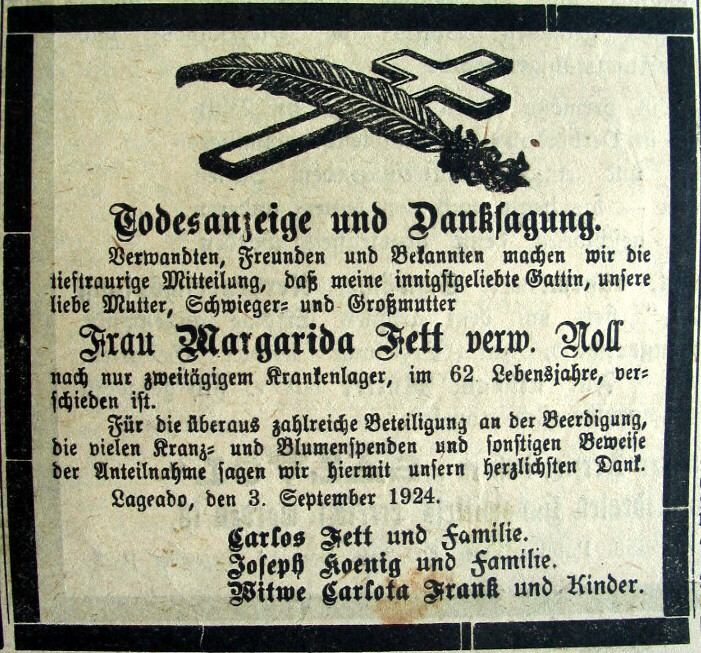 Todesanzeige und Dankſagung.
Verwandten, Freunden und Bekannten machen wir die
tieftraurige Mitteilung, daß meine innigſtgeliebte Gattin, unſere
liebe Mutter, Schwieger- und Großmutter
Frau Margarida Fett verw. Noll
nach nur zweitägigem Krankenlager, im 62 Lebensjahre, ver-
ſchieden iſt.
Für die überaus zahlreiche Beteiligung an der Beerdigung,
die vielen Kranz- und Blumenſpenden und ſonſtigen Beweiſe
der Anteilnahme ſagen wir hiermit unſern herzlichſten Dank.
Lageado, den 3. September 1924.
Carlos Fett und Familie.
Joſeph Koenig und Familie.
Witwe Carlota Frank und Kinder.